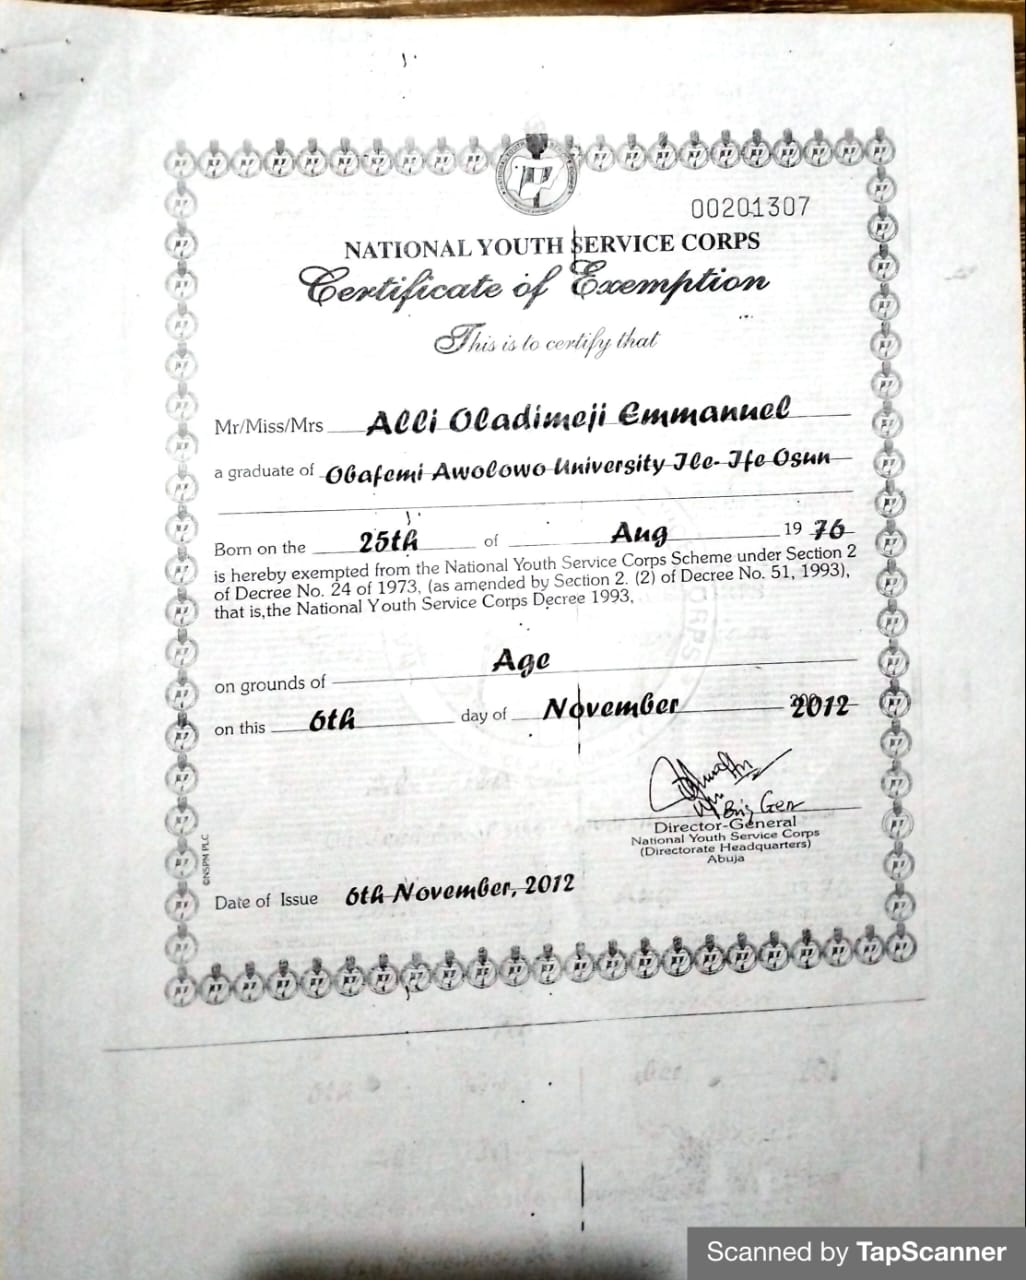 00201307
NATIONAL YOUTH SERVICE CORPS
Certificate of Exemption
This is to certify that
Mr/Miss/Mrs Alli Oladimeji Emmanuel
a graduate of Obafemi Awolowo University Ile-Ife Osun
Born on the 25th of Aug 1976
is hereby exempted from the National Youth Service Corps Scheme under Section 2
of Decree No. 24 of 1973, (as amended by Section 2. (2) of Decree No. 51, 1993),
that is, the National Youth Service Corps Decree 1993,
on grounds of Age
on this 6th day of November 2012
Brig Gen
Director-General
National Youth Service Corps
(Directorate Headquarters)
Abuja
©NSPM PLC
Date of Issue 6th November, 2012
Scanned by TapScanner